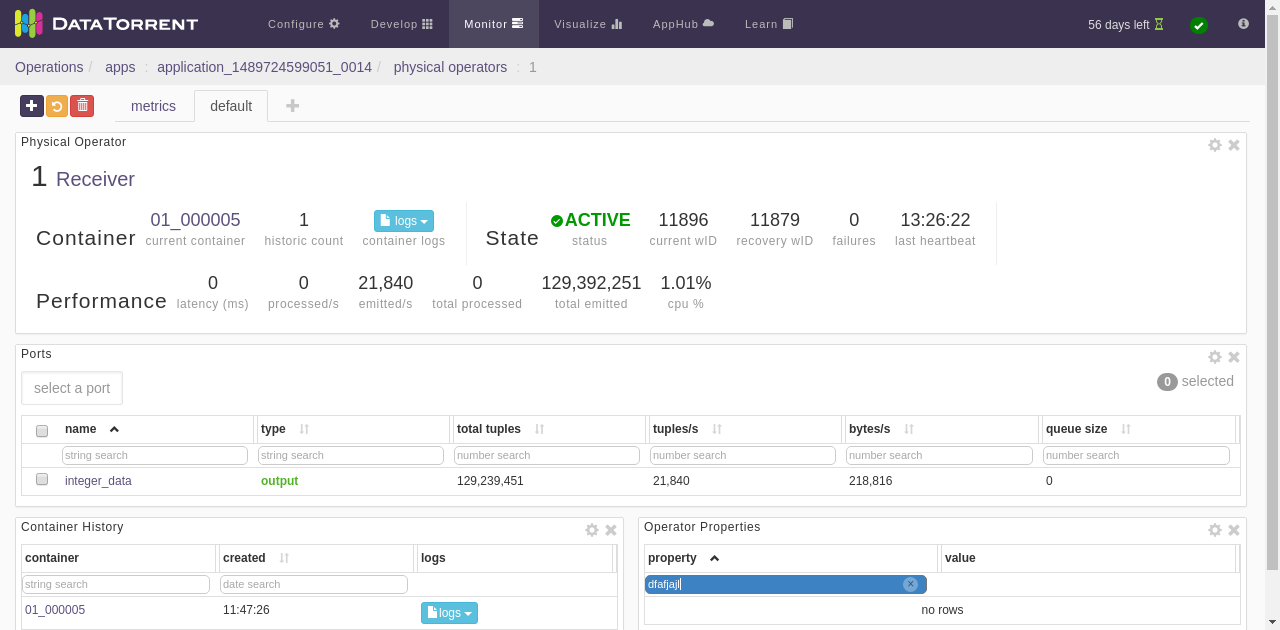 DATATORRENT Configure Develop Monitor Visualize AppHub Learn 56 days left
Operations / apps : application_1489724599051_0014 / physical operators : 1
metrics default
Physical Operator
1 Receiver
Container 01_000005 current container 1 historic count logs container logs State ACTIVE status 11896 current wID 11879 recovery wID 0 failures 13:26:22 last heartbeat
Performance 0 latency (ms) 0 processed/s 21,840 emitted/s 0 total processed 129,392,251 total emitted 1.01% cpu %
Ports
select a port 0 selected
name type total tuples tuples/s bytes/s queue size
string search string search number search number search number search number search
integer_data output 129,239,451 21,840 218,816 0
Container History
container created logs
string search date search
01_000005 11:47:26 logs
Operator Properties
property value
dfafjajl
no rows